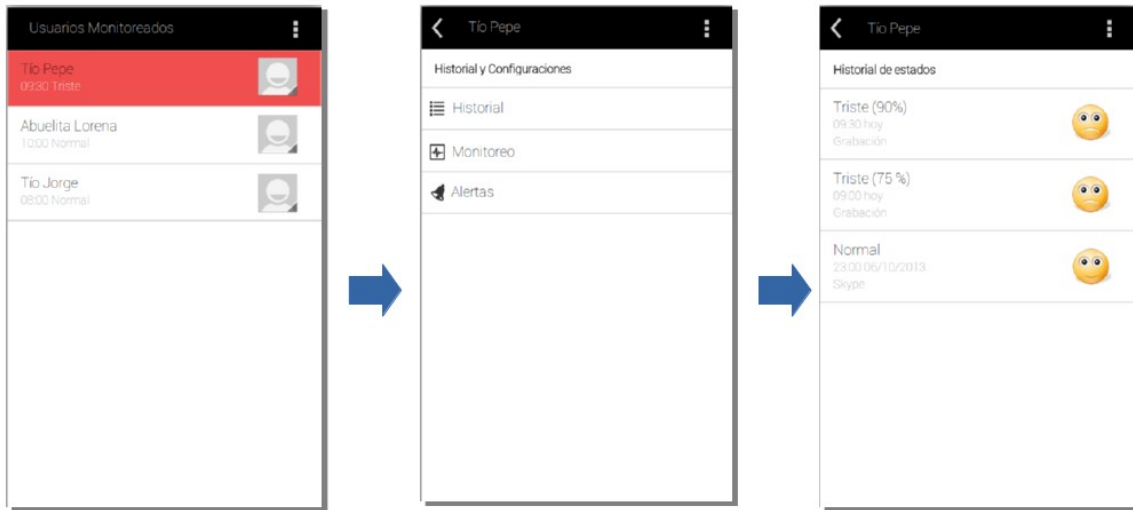 Usuarios Monitoreados
Tío Pepe
09:30 Triste
Abuelita Lorena
10:00 Normal
Tío Jorge
08:00 Normal
Tío Pepe
Historial y Configuraciones
Historial
Monitoreo
Alertas
Tío Pepe
Historial de estados
Triste (90%)
09:30 hoy
Grabación
Triste (75 %)
09:00 hoy
Grabación
Normal
23:00 06/10/2013
Skype